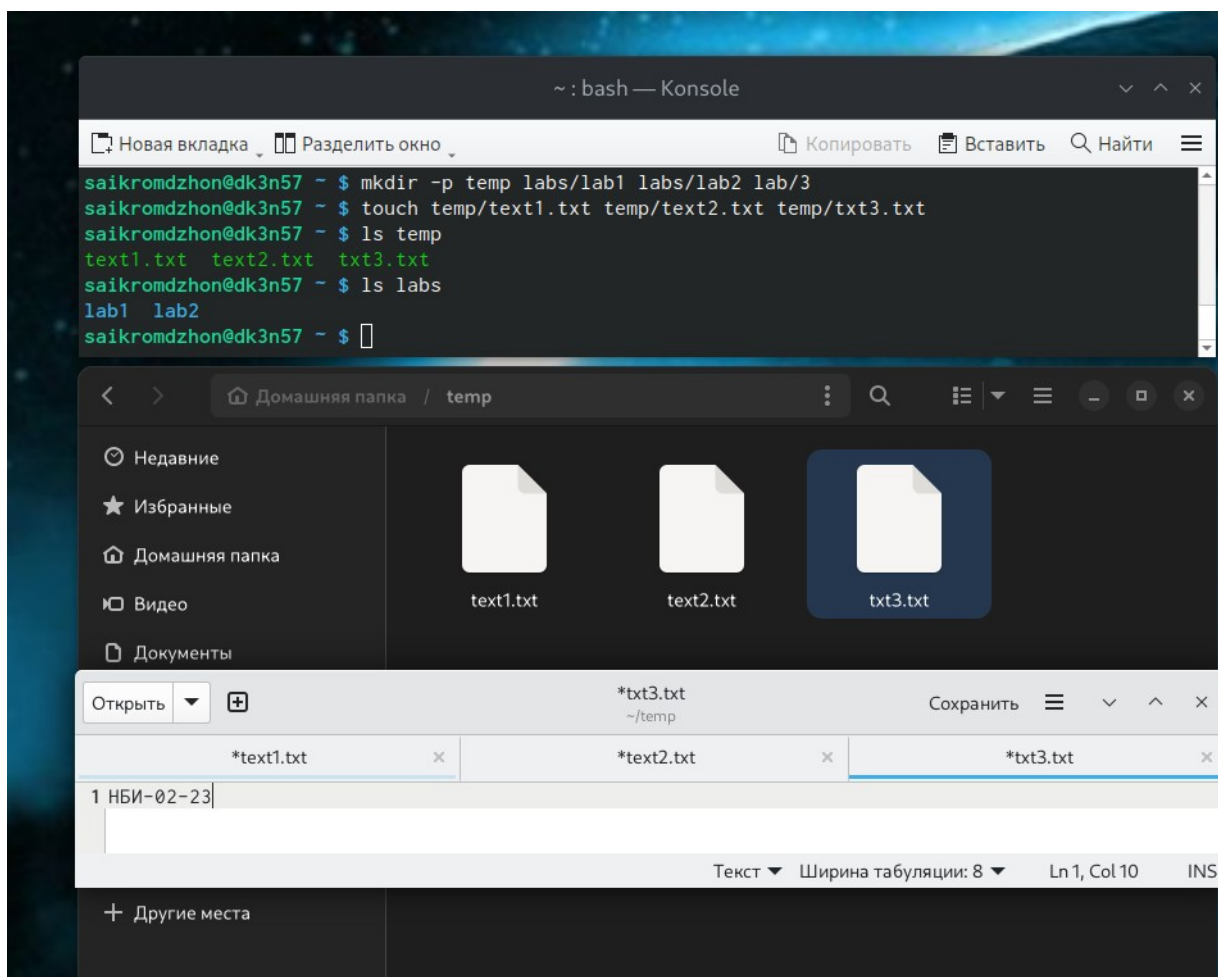 ~ : bash — Konsole
Новая вкладка Разделить окно Копировать Вставить Найти
saikromdzhon@dk3n57 ~ $ mkdir -p temp labs/lab1 labs/lab2 lab/3
saikromdzhon@dk3n57 ~ $ touch temp/text1.txt temp/text2.txt temp/txt3.txt
saikromdzhon@dk3n57 ~ $ ls temp
text1.txt  text2.txt  txt3.txt
saikromdzhon@dk3n57 ~ $ ls labs
lab1  lab2
saikromdzhon@dk3n57 ~ $
Домашняя папка / temp
Недавние
Избранные
Домашняя папка
Видео
Документы
text1.txt text2.txt txt3.txt
Открыть *txt3.txt Сохранить
~/temp
*text1.txt *text2.txt *txt3.txt
1 НБИ-02-23
Текст Ширина табуляции: 8 Ln 1, Col 10 INS
+ Другие места